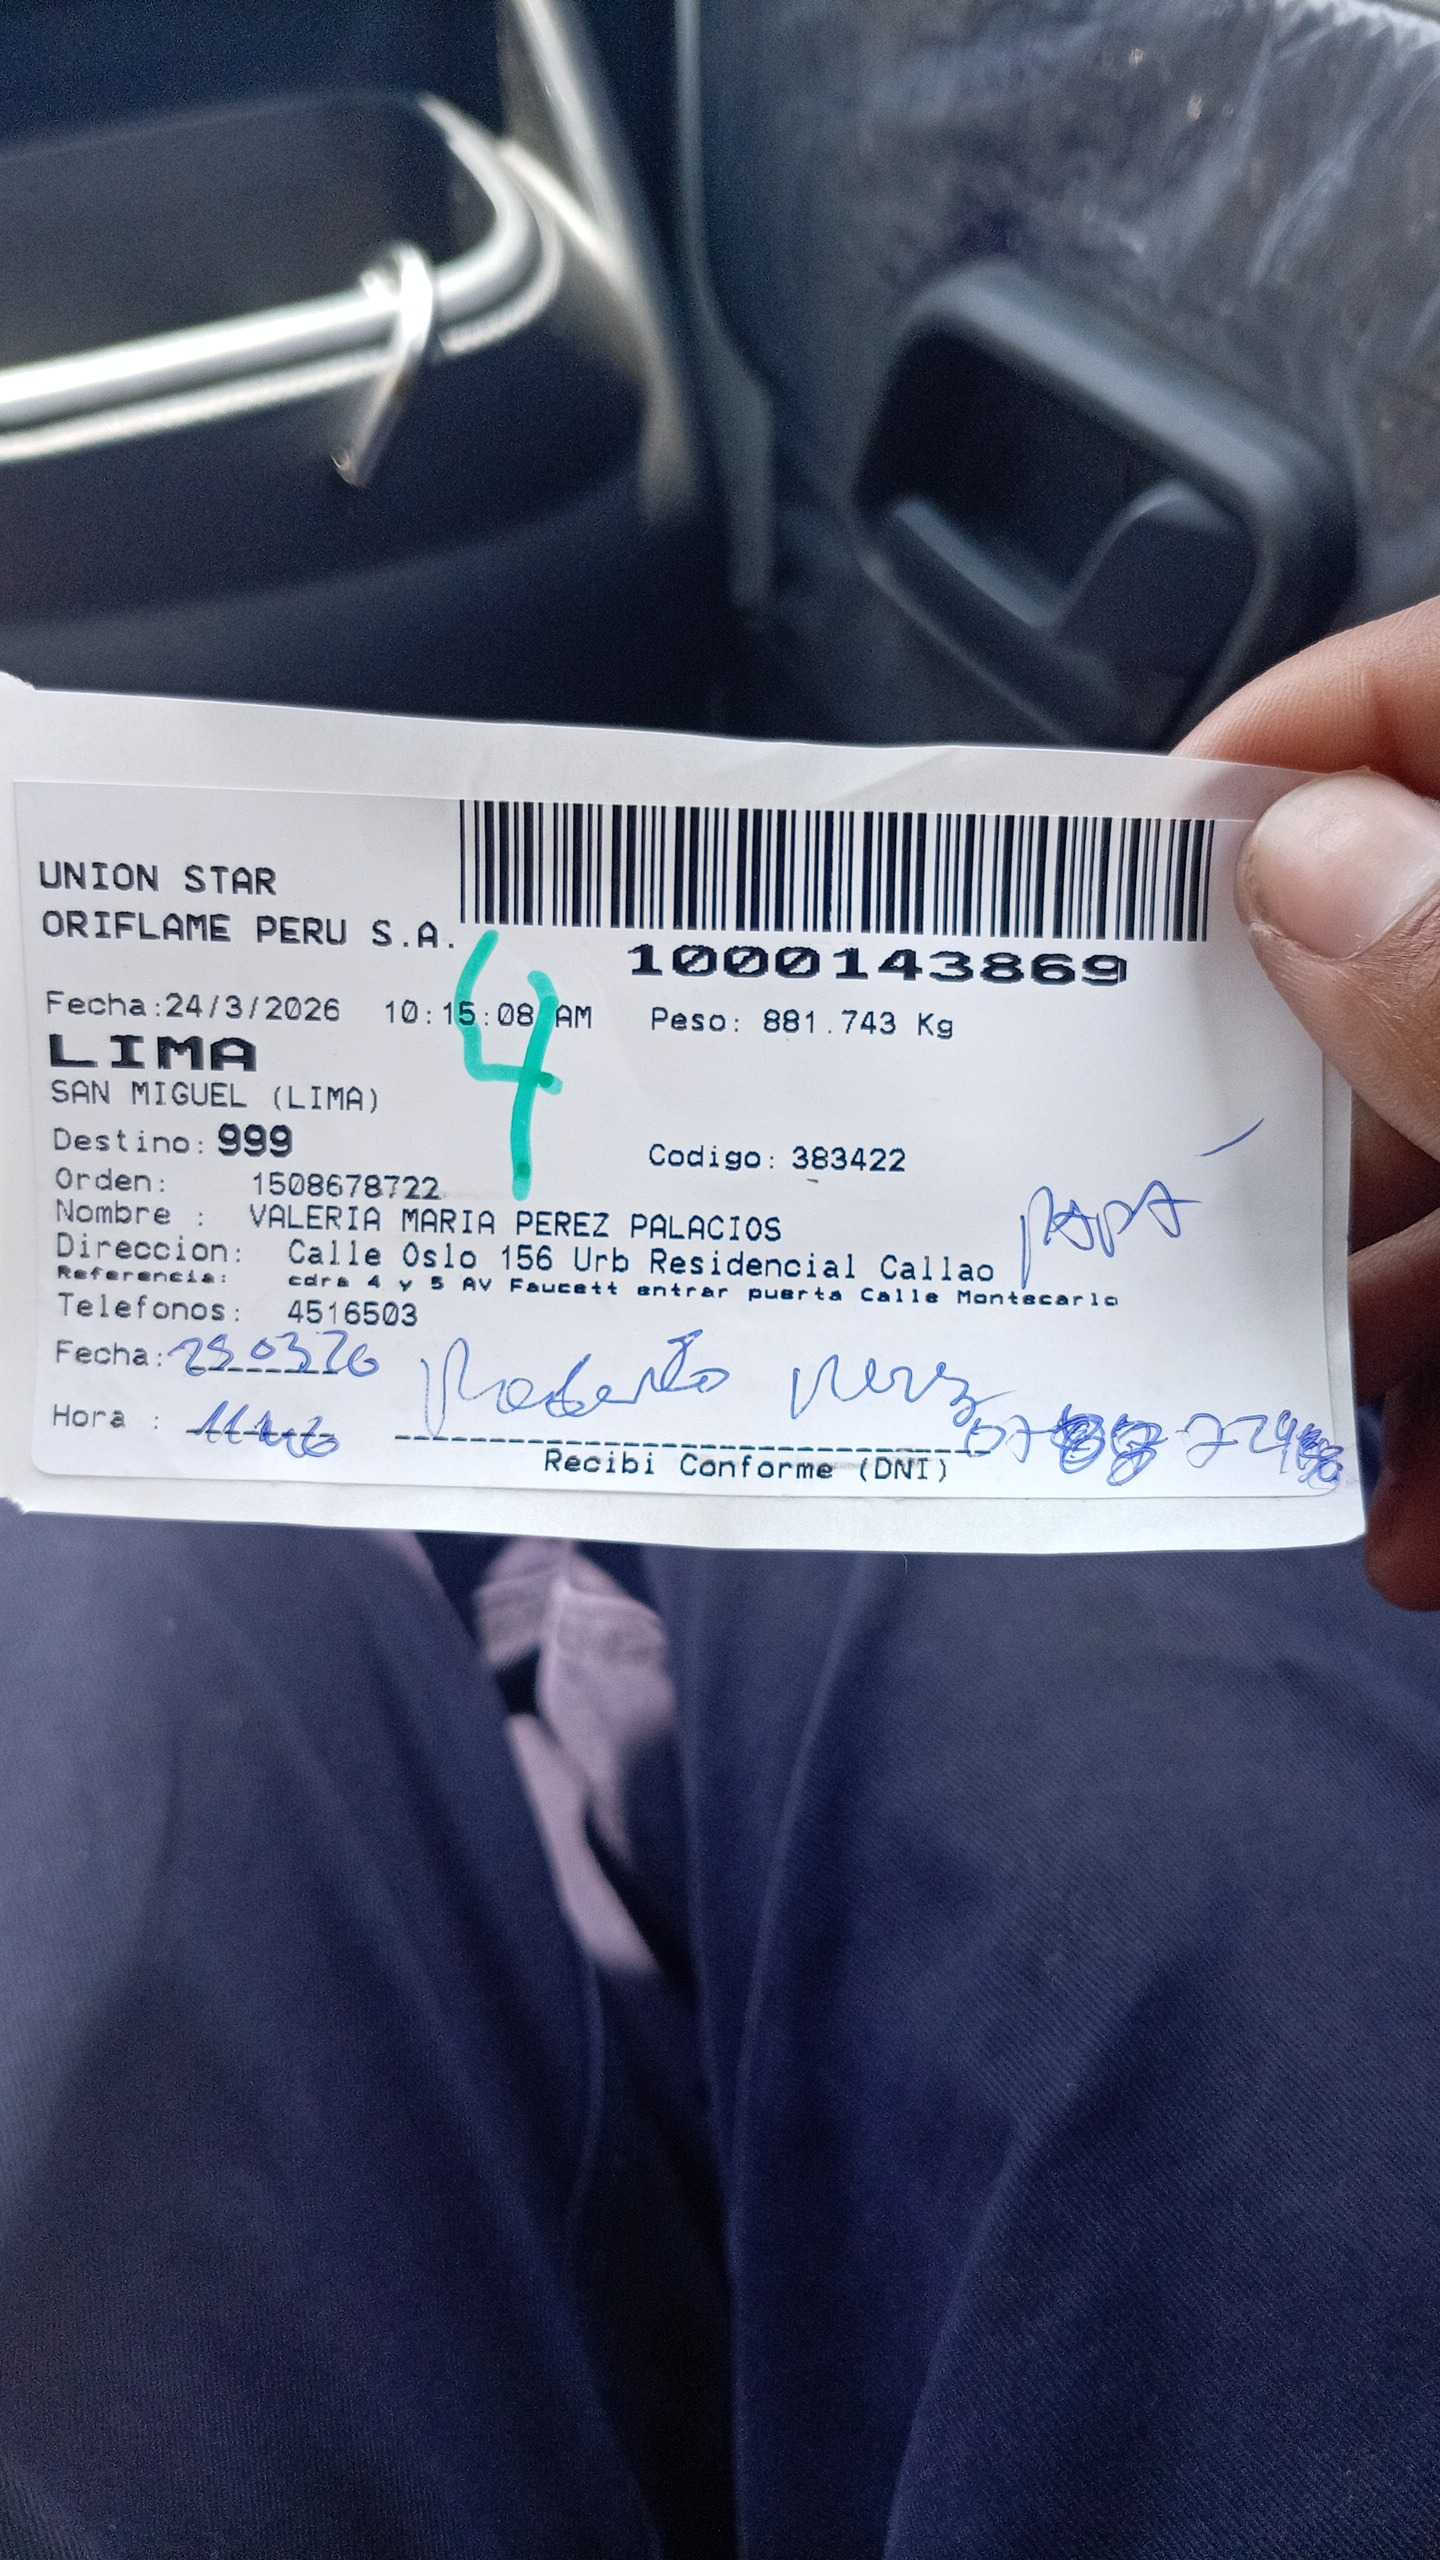 UNION STAR
ORIFLAME PERU S.A.
1000143869
Fecha:24/3/2026 10:15:08 AM Peso: 881.743 Kg
4
LIMA
SAN MIGUEL (LIMA)
Destino: 999 Codigo: 383422
Orden: 1508678722
PAPA
Nombre : VALERIA MARIA PEREZ PALACIOS
Direccion: Calle Oslo 156 Urb Residencial Callao
Referencia: cdra 4 y 5 AV Faucett entrar puerta Calle Montecarlo
Telefonos: 4516503
Fecha: Roberto Perez
Hora :
Recibi Conforme (DNI)